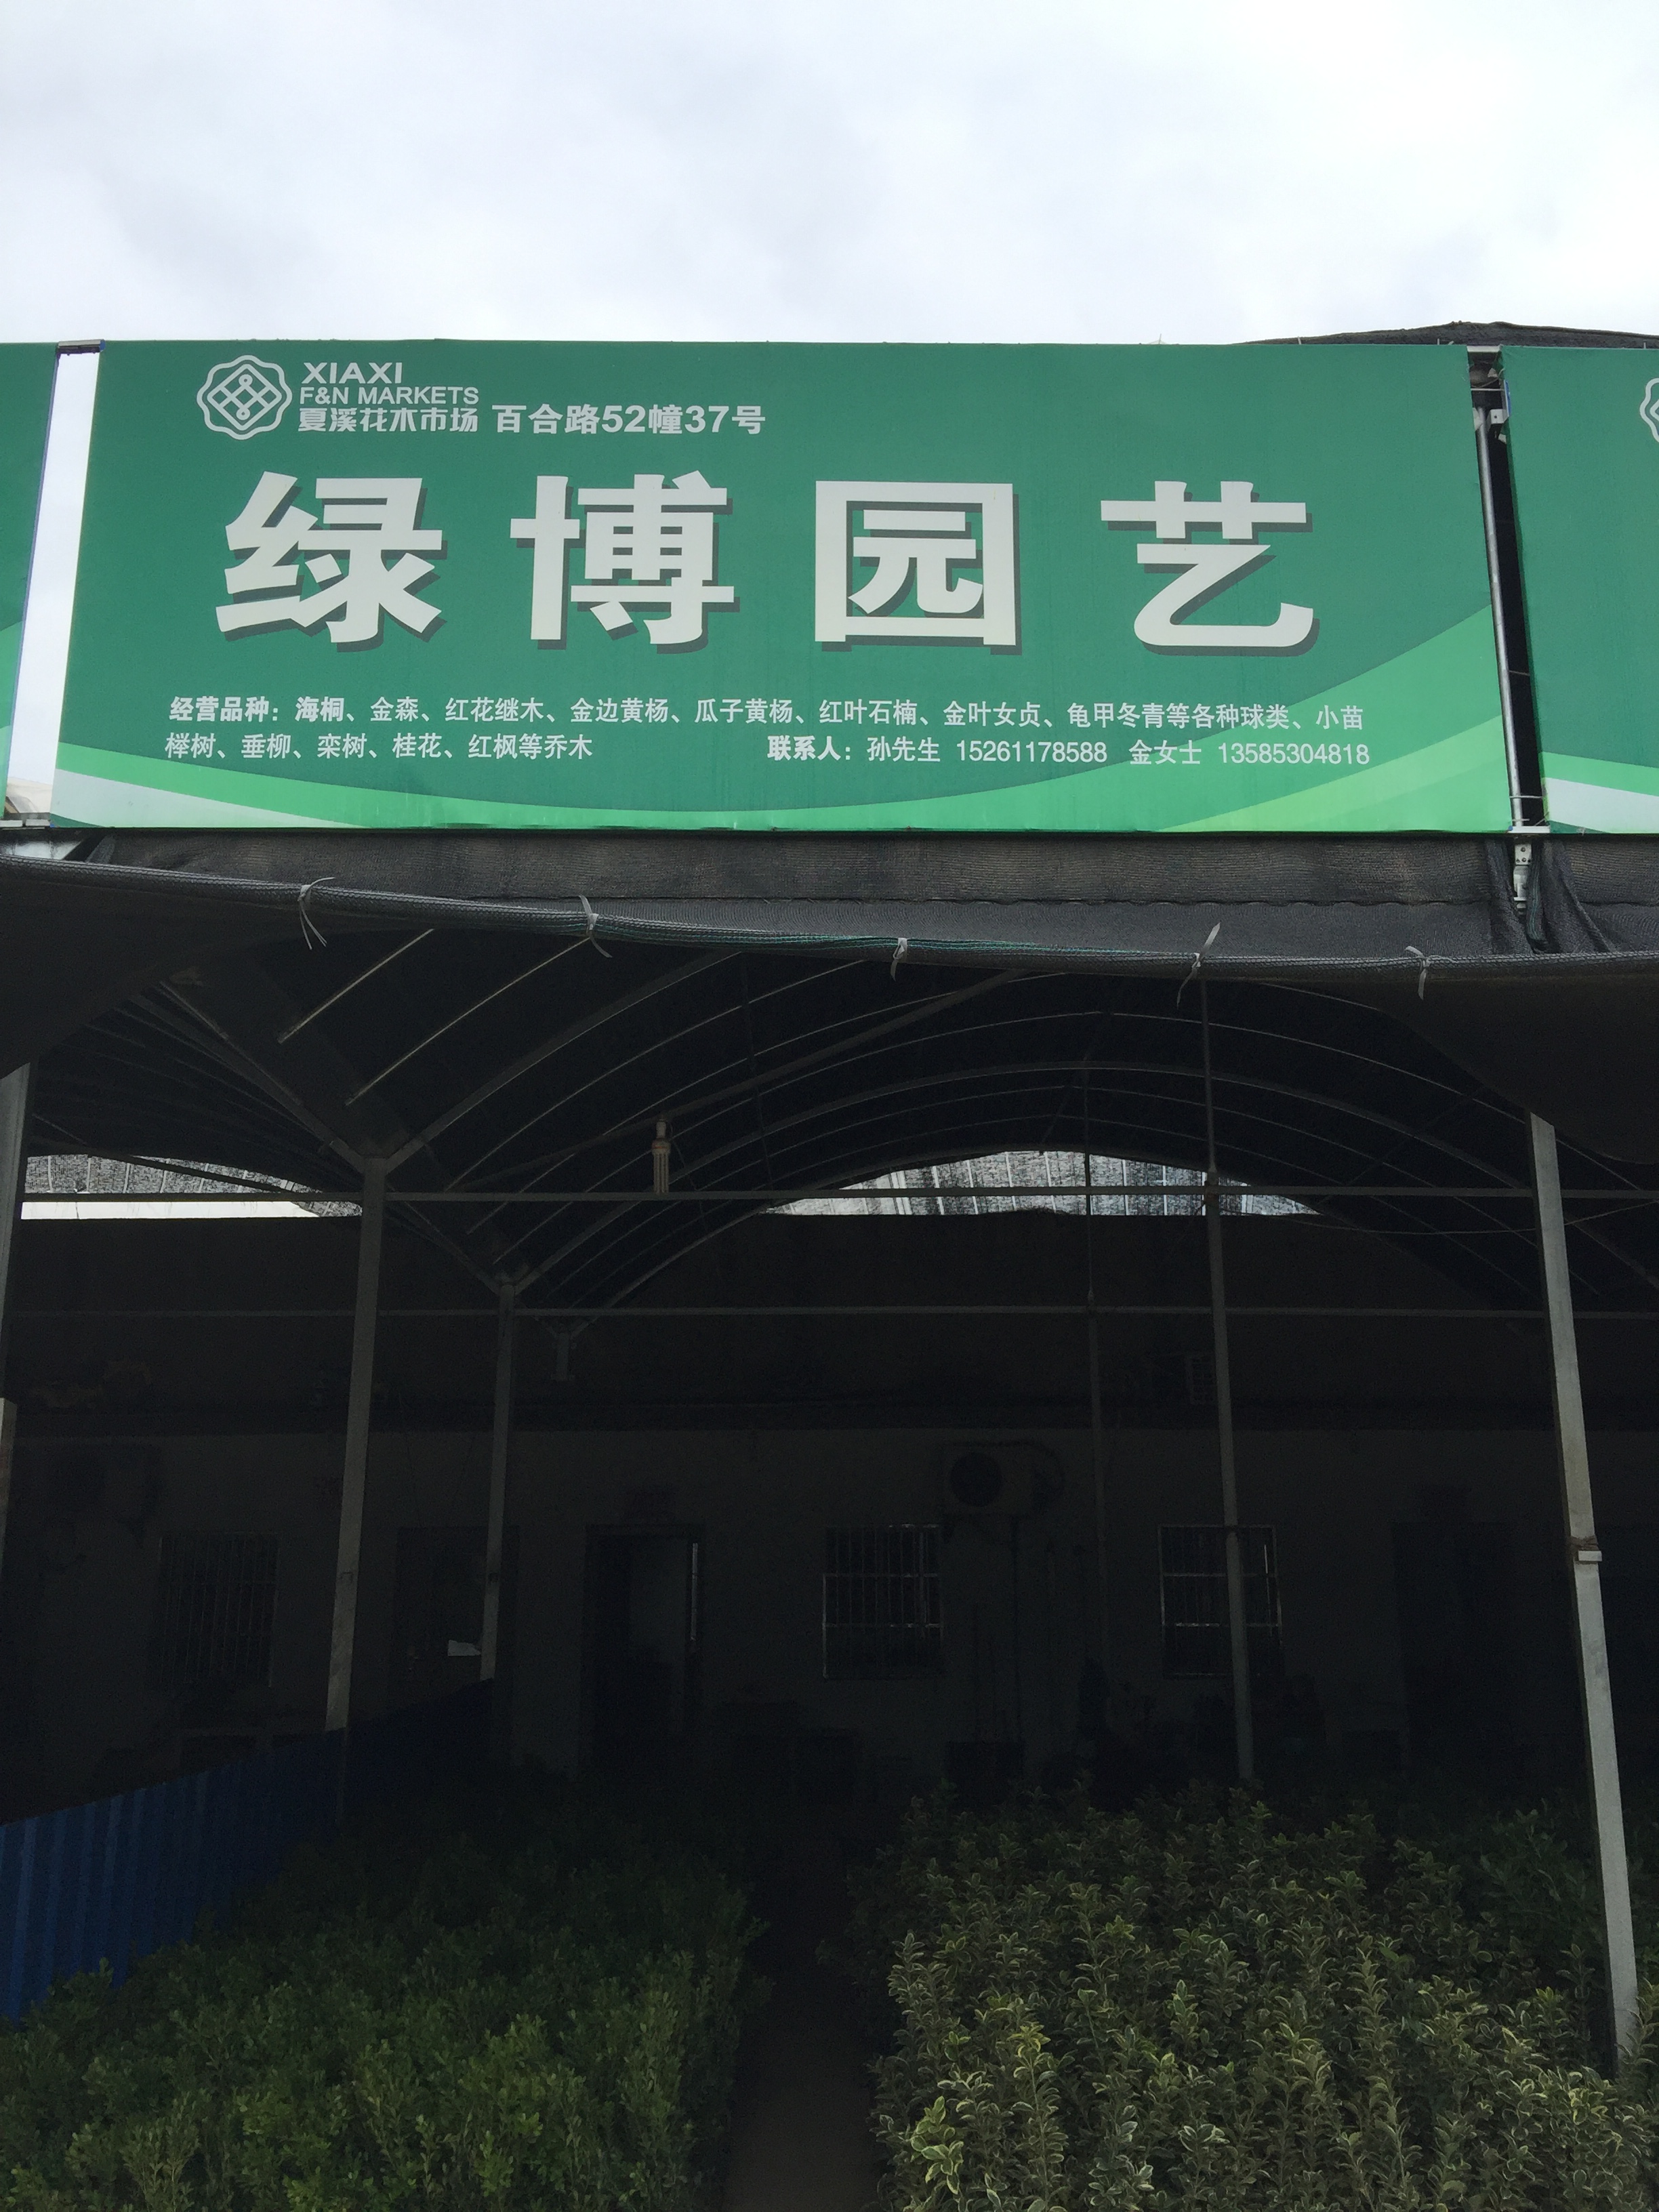 XIAXI
F&N MARKETS
夏溪花木市场 百合路52幢37号
绿博园艺
经营品种：海桐、金森、红花继木、金边黄杨、瓜子黄杨、红叶石楠、金叶女贞、龟甲冬青等各种球类、小苗
榉树、垂柳、栾树、桂花、红枫等乔木 联系人：孙先生 15261178588 金女士 13585304818